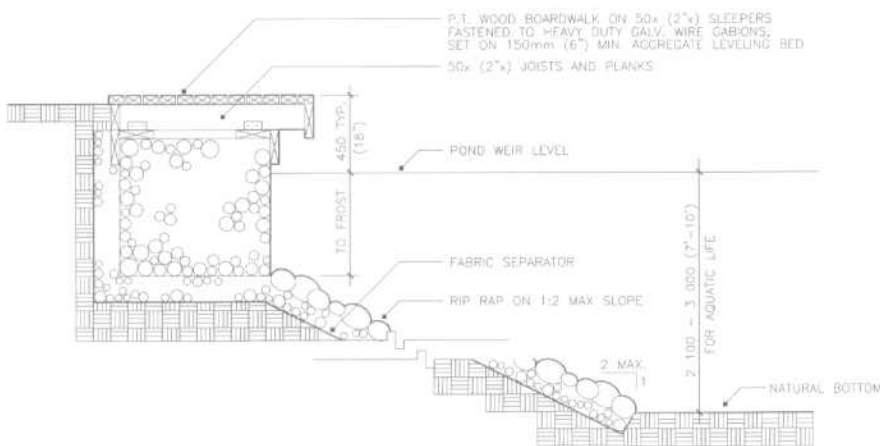 P.T. WOOD BOARDWALK ON 50x (2"x) SLEEPERS
FASTENED TO HEAVY DUTY GALV. WIRE GABIONS,
SET ON 150mm (6") MIN. AGGREGATE LEVELING BED
50x (2"x) JOISTS AND PLANKS
450 TYP.
(18")
POND WEIR LEVEL
TO FROST
FABRIC SEPARATOR
RIP RAP ON 1:2 MAX SLOPE
2 100 - 3 000 (7'-10')
FOR AQUATIC LIFE
2 MAX.
1
NATURAL BOTTOM